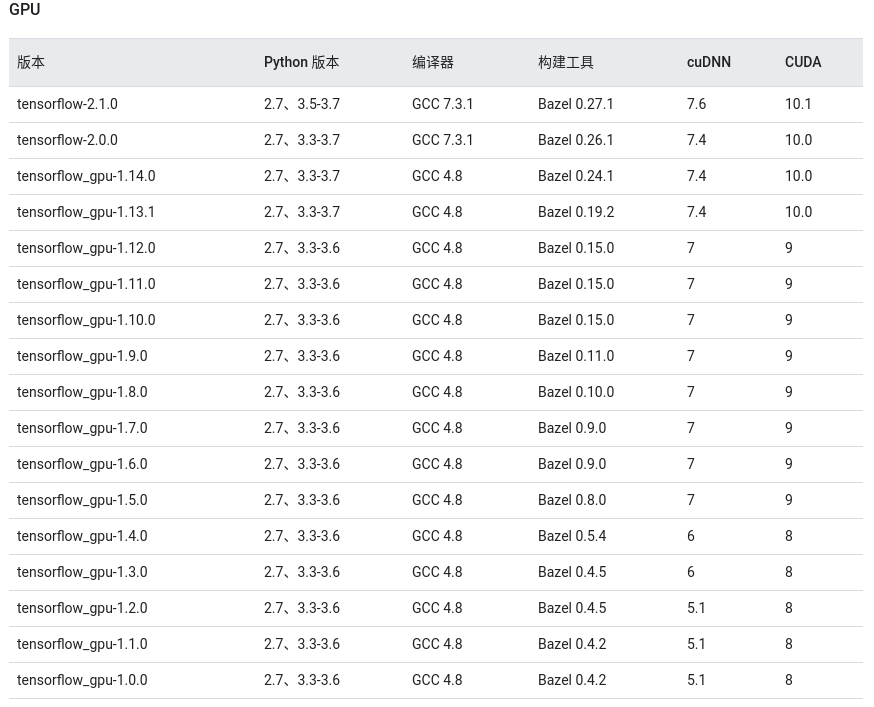 GPU
版本 Python 版本 编译器 构建工具 cuDNN CUDA
tensorflow-2.1.0 2.7、3.5-3.7 GCC 7.3.1 Bazel 0.27.1 7.6 10.1
tensorflow-2.0.0 2.7、3.3-3.7 GCC 7.3.1 Bazel 0.26.1 7.4 10.0
tensorflow_gpu-1.14.0 2.7、3.3-3.7 GCC 4.8 Bazel 0.24.1 7.4 10.0
tensorflow_gpu-1.13.1 2.7、3.3-3.7 GCC 4.8 Bazel 0.19.2 7.4 10.0
tensorflow_gpu-1.12.0 2.7、3.3-3.6 GCC 4.8 Bazel 0.15.0 7 9
tensorflow_gpu-1.11.0 2.7、3.3-3.6 GCC 4.8 Bazel 0.15.0 7 9
tensorflow_gpu-1.10.0 2.7、3.3-3.6 GCC 4.8 Bazel 0.15.0 7 9
tensorflow_gpu-1.9.0 2.7、3.3-3.6 GCC 4.8 Bazel 0.11.0 7 9
tensorflow_gpu-1.8.0 2.7、3.3-3.6 GCC 4.8 Bazel 0.10.0 7 9
tensorflow_gpu-1.7.0 2.7、3.3-3.6 GCC 4.8 Bazel 0.9.0 7 9
tensorflow_gpu-1.6.0 2.7、3.3-3.6 GCC 4.8 Bazel 0.9.0 7 9
tensorflow_gpu-1.5.0 2.7、3.3-3.6 GCC 4.8 Bazel 0.8.0 7 9
tensorflow_gpu-1.4.0 2.7、3.3-3.6 GCC 4.8 Bazel 0.5.4 6 8
tensorflow_gpu-1.3.0 2.7、3.3-3.6 GCC 4.8 Bazel 0.4.5 6 8
tensorflow_gpu-1.2.0 2.7、3.3-3.6 GCC 4.8 Bazel 0.4.5 5.1 8
tensorflow_gpu-1.1.0 2.7、3.3-3.6 GCC 4.8 Bazel 0.4.2 5.1 8
tensorflow_gpu-1.0.0 2.7、3.3-3.6 GCC 4.8 Bazel 0.4.2 5.1 8